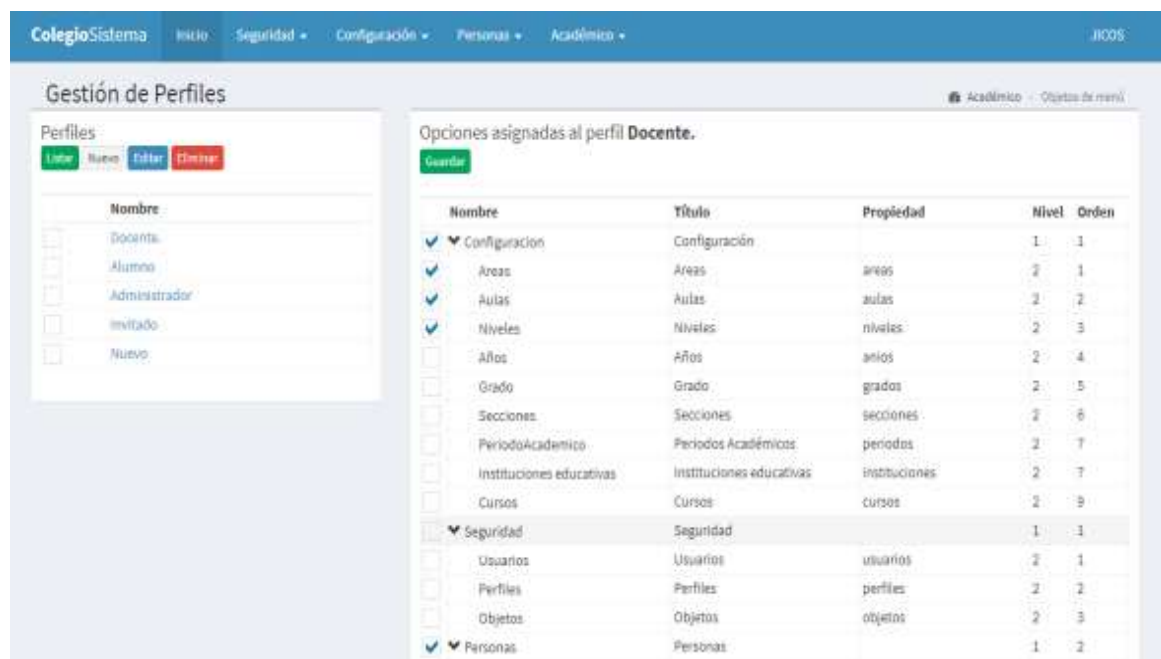 ColegioSistema Inicio Seguridad Configuración Personas Académico JICOS
Gestión de Perfiles
Académico Objetos de menú
Perfiles
Listar Nuevo Editar Eliminar
Nombre
Docente.
Alumno
Administrador
Invitado
Nuevo
Opciones asignadas al perfil Docente.
Guardar
Nombre Título Propiedad Nivel Orden
Configuracion Configuración 1 1
Areas Areas areas 2 1
Aulas Aulas aulas 2 2
Niveles Niveles niveles 2 3
Años Años anios 2 4
Grado Grado grados 2 5
Secciones Secciones secciones 2 6
PeriodoAcademico Periodos Académicos periodos 2 7
Instituciones educativas Instituciones educativas instituciones 2 7
Cursos Cursos cursos 2 9
Seguridad Seguridad 1 1
Usuarios Usuarios usuarios 2 1
Perfiles Perfiles perfiles 2 2
Objetos Objetos objetos 2 3
Personas Personas 1 2